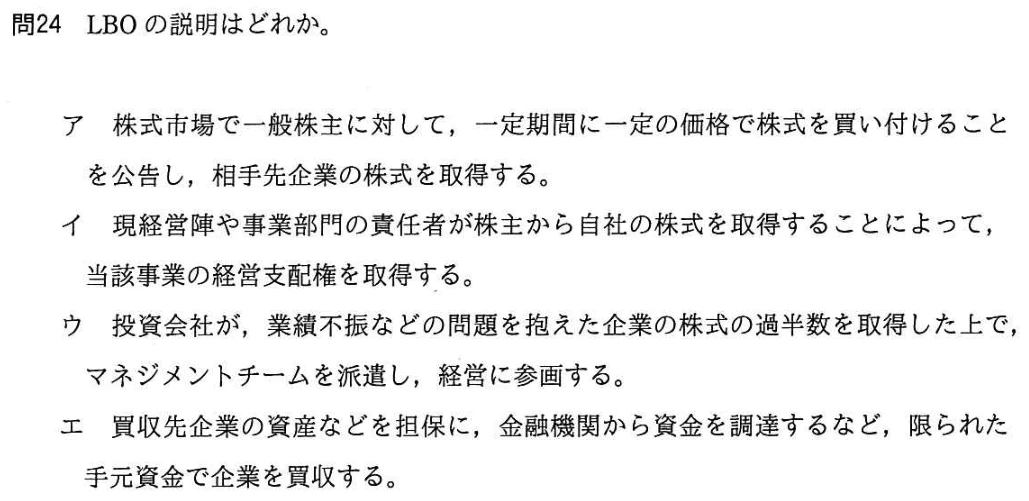 問24 LBO の説明はどれか。
ア 株式市場で一般株主に対して，一定期間に一定の価格で株式を買い付けること
を公告し，相手先企業の株式を取得する。
イ 現経営陣や事業部門の責任者が株主から自社の株式を取得することによって，
当該事業の経営支配権を取得する。
ウ 投資会社が，業績不振などの問題を抱えた企業の株式の過半数を取得した上で，
マネジメントチームを派遣し，経営に参画する。
エ 買収先企業の資産などを担保に，金融機関から資金を調達するなど，限られた
手元資金で企業を買収する。